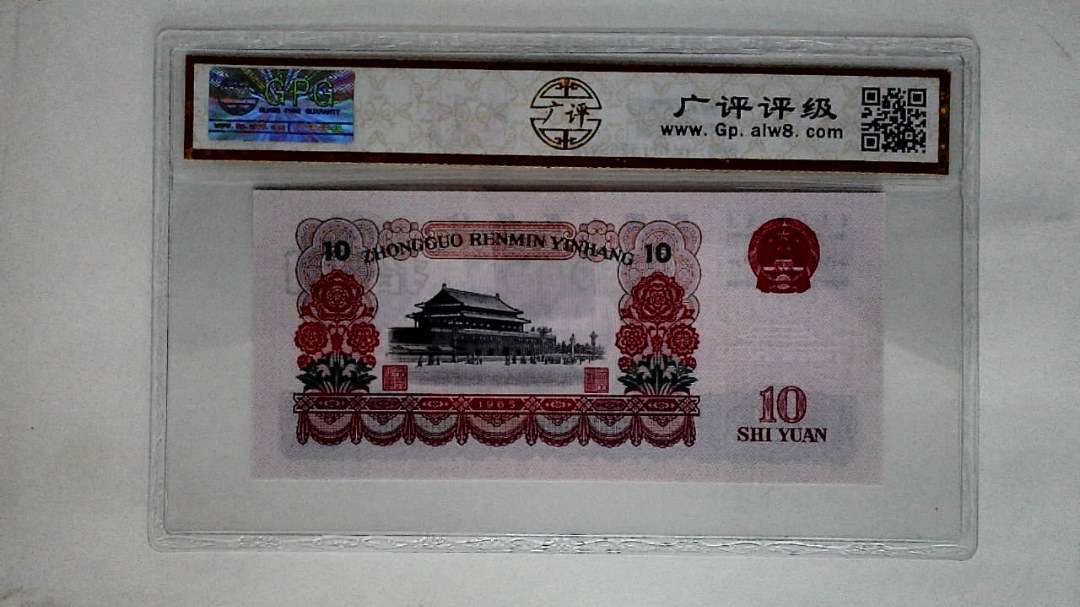 GPG
广评
广评评级
www. Gp. alw8. com
10 ZHONGGUO RENMIN YINHANG 10
10
SHI YUAN